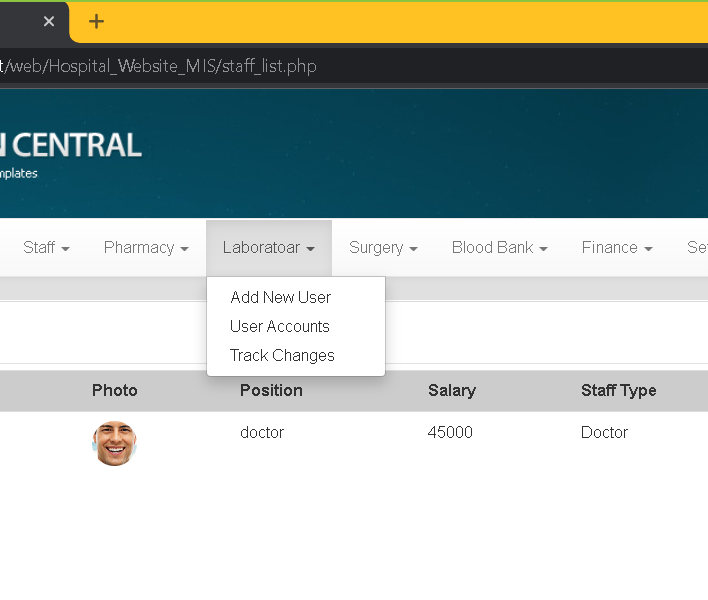 t/web/Hospital_Website_MIS/staff_list.php
N CENTRAL
mplates
Staff Pharmacy Laboratoar Surgery Blood Bank Finance Se
Add New User
User Accounts
Track Changes
Photo Position Salary Staff Type
doctor 45000 Doctor